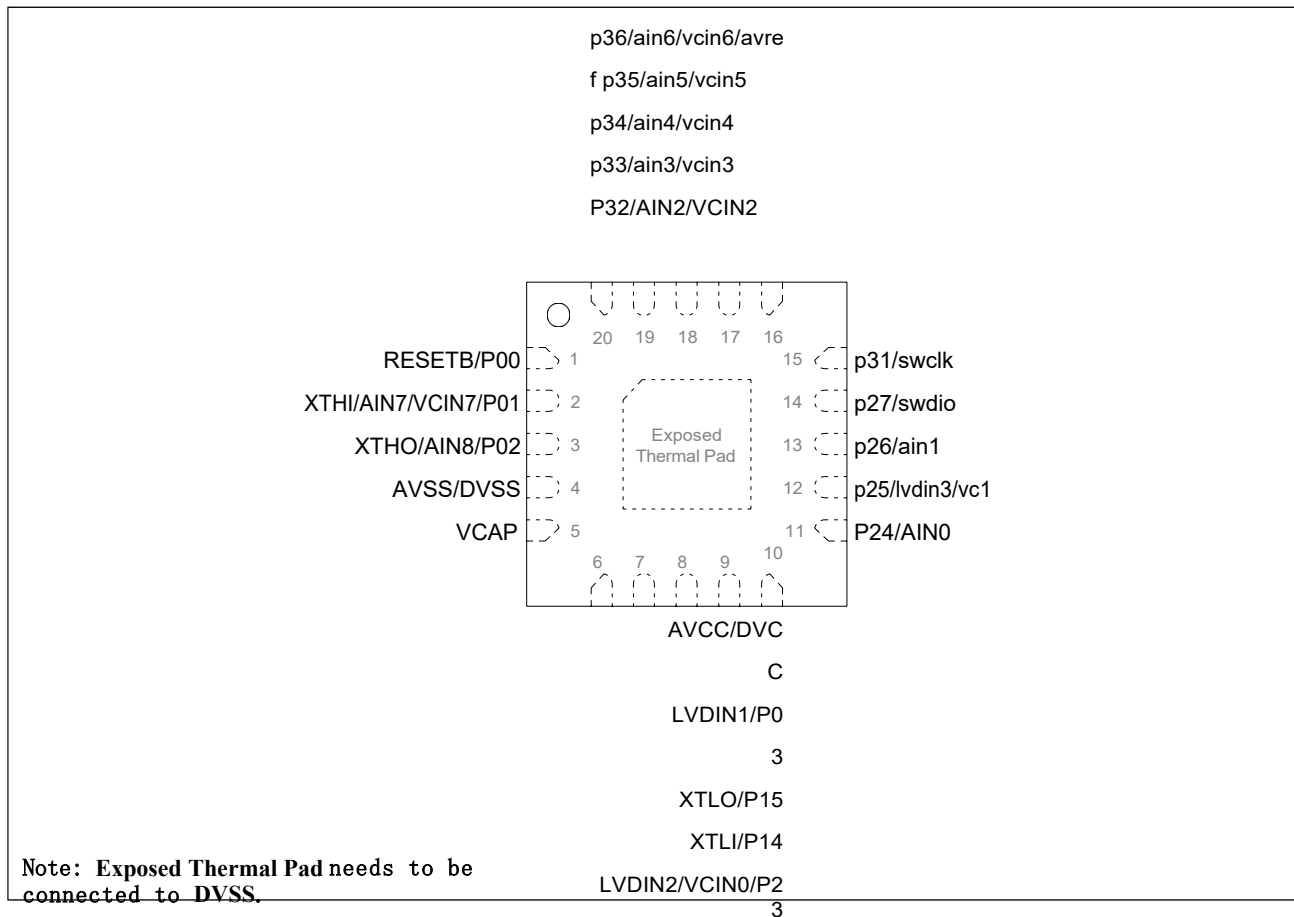 p36/ain6/vcin6/avre
f p35/ain5/vcin5
p34/ain4/vcin4
p33/ain3/vcin3
P32/AIN2/VCIN2
20 19 18 17 16
RESETB/P00 1
XTHI/AIN7/VCIN7/P01 2
XTHO/AIN8/P02 3
AVSS/DVSS 4
VCAP 5
Exposed
Thermal Pad
15 p31/swclk
14 p27/swdio
13 p26/ain1
12 p25/lvdin3/vc1
11 P24/AIN0
6 7 8 9 10
AVCC/DVC
C
LVDIN1/P0
3
XTLO/P15
XTLI/P14
LVDIN2/VCIN0/P2
3
Note: Exposed Thermal Pad needs to be
connected to DVSS.